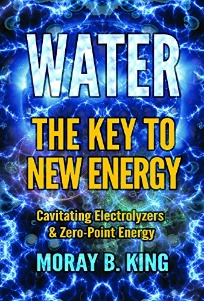 WATER
THE KEY TO
NEW ENERGY
Cavitating Electrolyzers
& Zero-Point Energy
MORAY B. KING